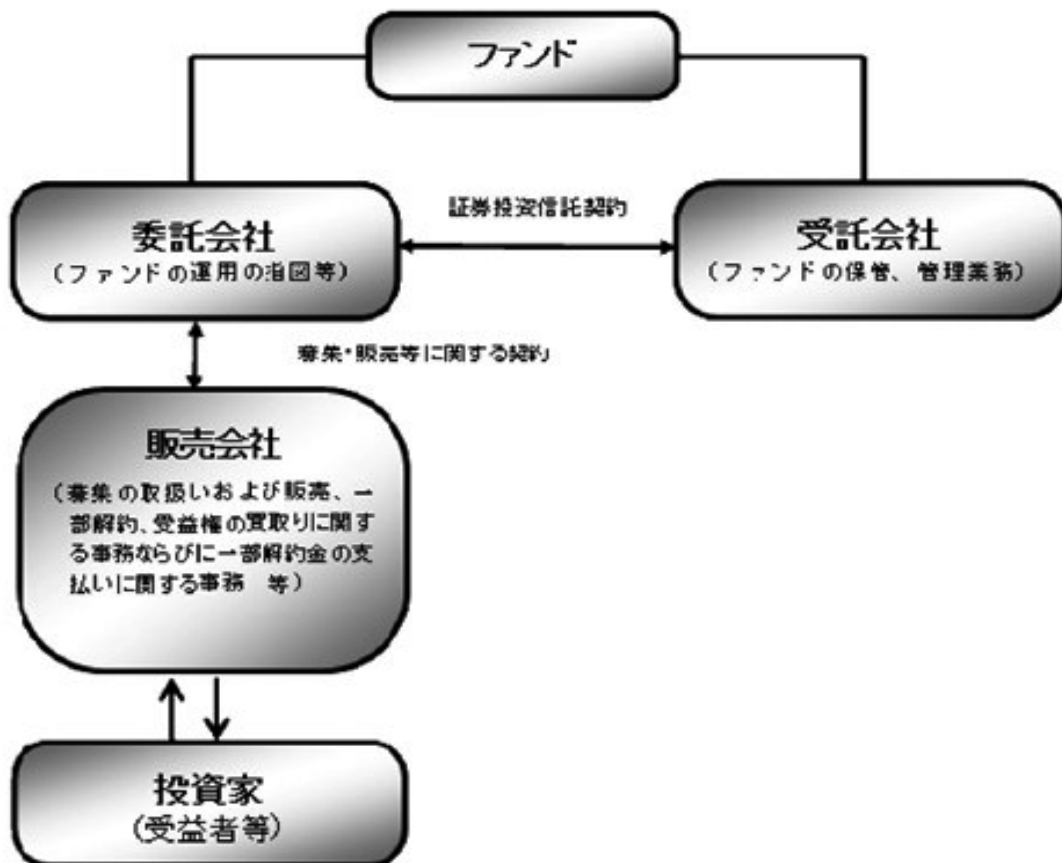 ファンド
証券投資信託契約
委託会社
(ファンドの運用の指図等)
受託会社
(ファンドの保管、管理業務)
募集・販売等に関する契約
販売会社
(募集の取扱いおよび販売、一
部解約、受益権の買取りに関す
る事務ならびに一部解約金の支
払いに関する事務 等)
投資家
(受益者等)